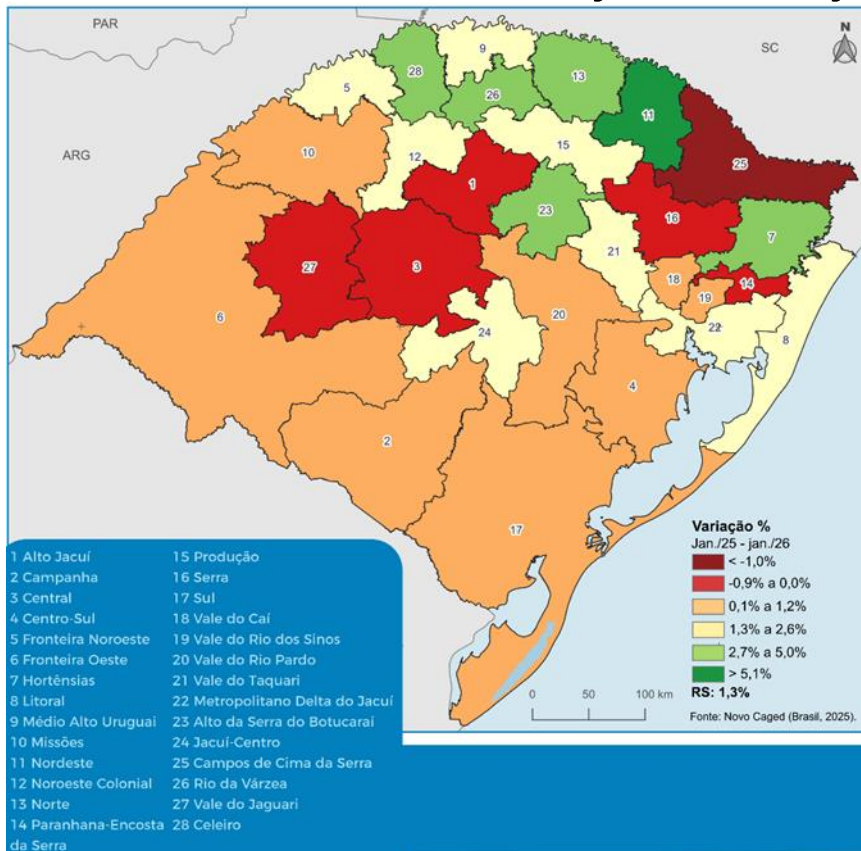 PAR
SC
N
ARG
9
28
13
5
26
11
15
12
10
25
1
23
16
7
21
27
3
18
14
19
6
20
22
8
24
4
2
17
Variação %
Jan./25 - jan./26
< -1,0%
-0,9% a 0,0%
0,1% a 1,2%
1,3% a 2,6%
2,7% a 5,0%
> 5,1%
RS: 1,3%
0 50 100 km
Fonte: Novo Caged (Brasil, 2025).
1 Alto Jacuí
2 Campanha
3 Central
4 Centro-Sul
5 Fronteira Noroeste
6 Fronteira Oeste
7 Hortênsias
8 Litoral
9 Médio Alto Uruguai
10 Missões
11 Nordeste
12 Noroeste Colonial
13 Norte
14 Paranhana-Encosta
da Serra
15 Produção
16 Serra
17 Sul
18 Vale do Caí
19 Vale do Rio dos Sinos
20 Vale do Rio Pardo
21 Vale do Taquari
22 Metropolitano Delta do Jacuí
23 Alto da Serra do Botucaraí
24 Jacuí-Centro
25 Campos de Cima da Serra
26 Rio da Várzea
27 Vale do Jaguari
28 Celeiro